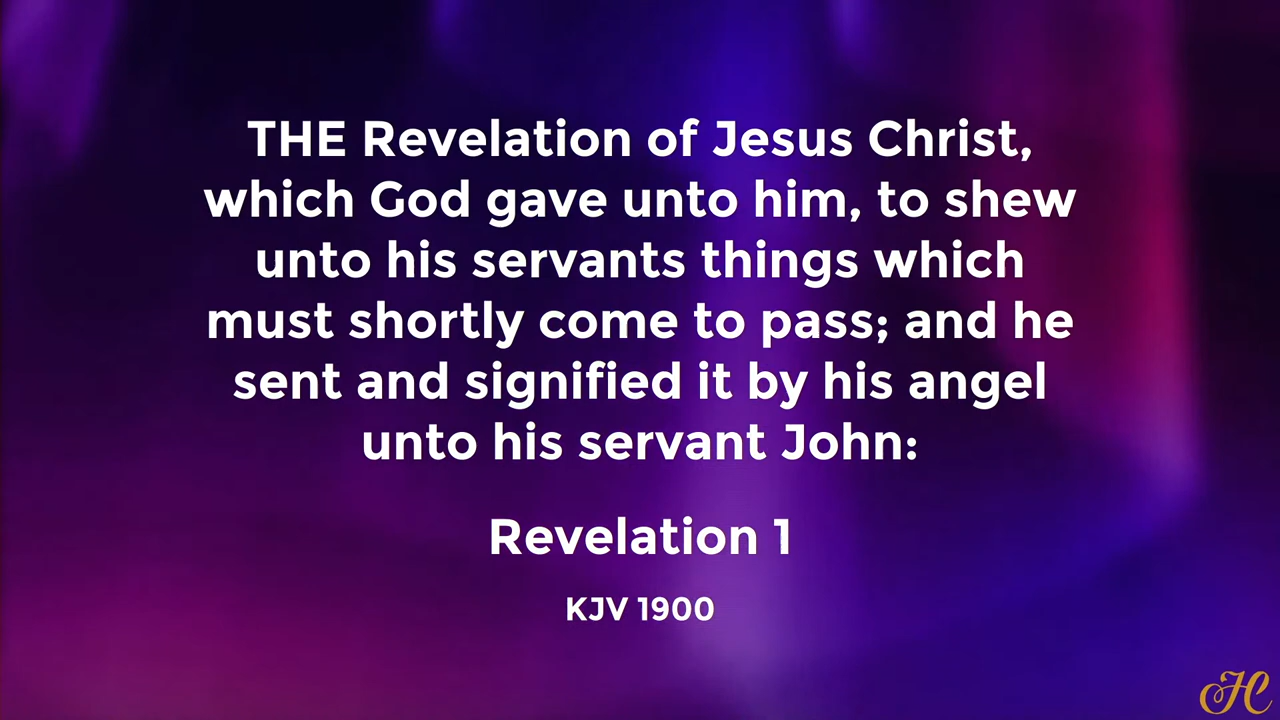 THE Revelation of Jesus Christ,
which God gave unto him, to shew
unto his servants things which
must shortly come to pass; and he
sent and signified it by his angel
unto his servant John:
Revelation 1
KJV 1900
HC